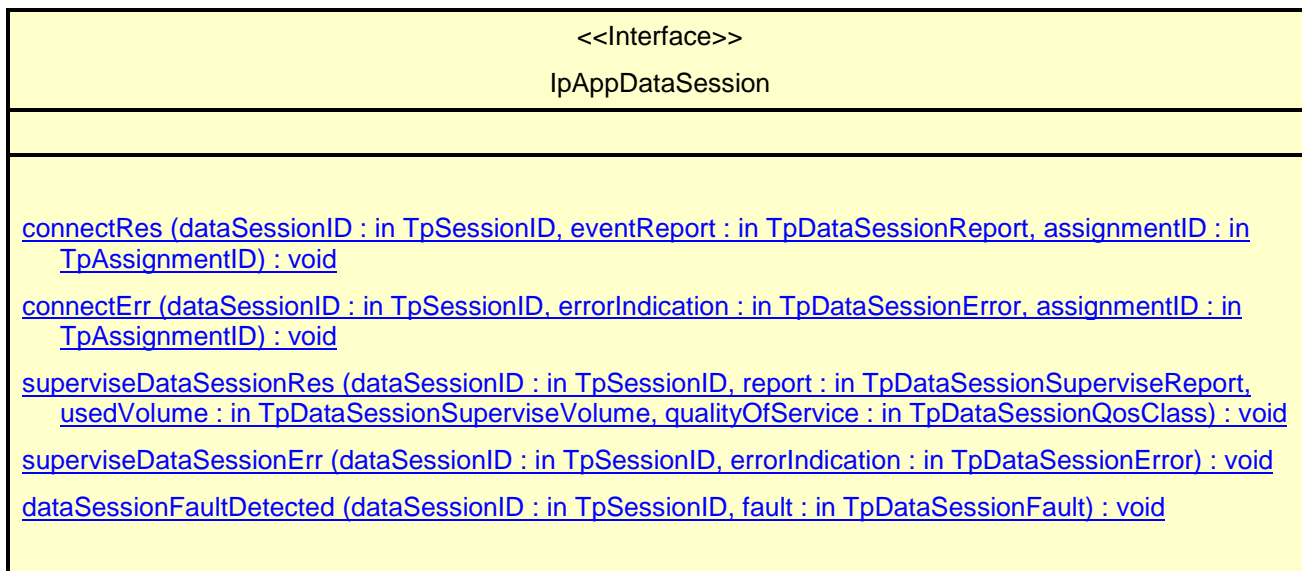 <<Interface>>
IpAppDataSession
connectRes (dataSessionID : in TpSessionID, eventReport : in TpDataSessionReport, assignmentID : in
TpAssignmentID) : void
connectErr (dataSessionID : in TpSessionID, errorIndication : in TpDataSessionError, assignmentID : in
TpAssignmentID) : void
superviseDataSessionRes (dataSessionID : in TpSessionID, report : in TpDataSessionSuperviseReport,
usedVolume : in TpDataSessionSuperviseVolume, qualityOfService : in TpDataSessionQosClass) : void
superviseDataSessionErr (dataSessionID : in TpSessionID, errorIndication : in TpDataSessionError) : void
dataSessionFaultDetected (dataSessionID : in TpSessionID, fault : in TpDataSessionFault) : void